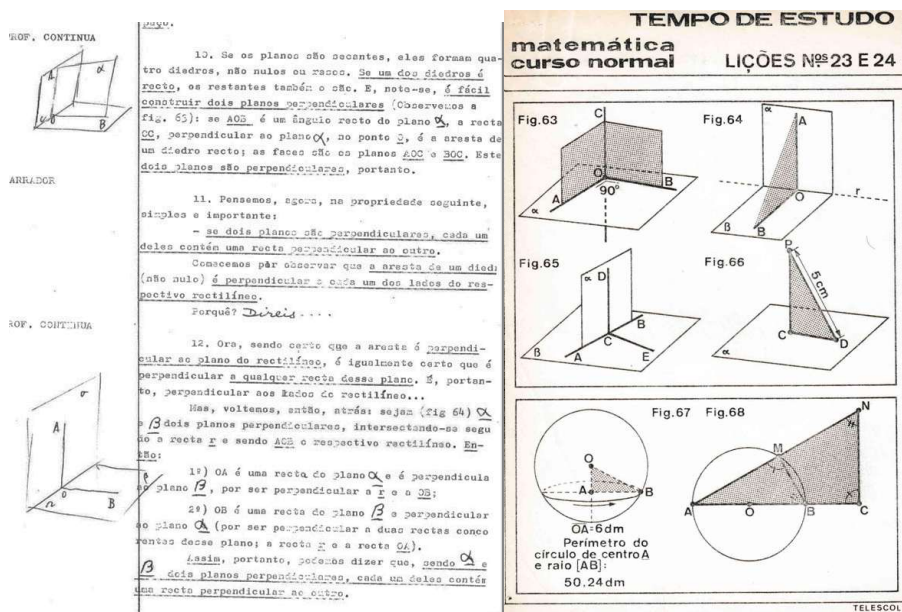 paço.
PROF. CONTINUA
10. Se os planos são secantes, eles formam qua-
tro diedros, não nulos ou rasos. Se um dos diedros é
recto, os restantes também o são. E, note-se, é fácil
construir dois planos perpendiculares (Observemos a
fig. 63): se AOB é um ângulo recto do plano α, a recta
OC, perpendicular ao plano α, no ponto O, é a aresta de
um diedro recto; as faces são os planos AOC e BOC. Este
dois planos são perpendiculares, portanto.
NARRADOR
11. Pensemos, agora, na propriedade seguinte,
simples e importante:
- se dois planos são perpendiculares, cada um
deles contém uma recta perpendicular ao outro.
Comecemos por observar que a aresta de um died
(não nulo) é perpendicular a cada um dos lados do res-
pectivo rectilíneo.
Porquê? Direis....
PROF. CONTINUA
12. Ora, sendo certo que a aresta é perpendi-
cular ao plano do rectilíneo, é igualmente certo que é
perpendicular a qualquer recta desse plano. É, portan-
to, perpendicular aos lados do rectilíneo...
Mas, voltemos, então, atrás: sejam (fig 64) α
e β dois planos perpendiculares, intersectando-se segu
do a recta r e sendo AOB o respectivo rectilíneo. En-
tão:
1º) OA é uma recta do plano α e é perpendicula
ao plano β, por ser perpendicular a r e a OB;
2º) OB é uma recta do plano β e perpendicular
ao plano α (por ser perpendicular a duas rectas conco
rentes desse plano; a recta r e a recta OA).
Assim, portanto, podemos dizer que, sendo α e
β dois planos perpendiculares, cada um deles contém
uma recta perpendicular ao outro.
A α
B
σ
A
O
n B
TEMPO DE ESTUDO
matemática
curso normal LIÇÕES Nºs 23 E 24
Fig.63
C
O
90º
A B
α
Fig.64
α
A
O r
B
β
Fig.65
α D
B
A C E
β
Fig.66
P
5 cm
C D
α
Fig.67 Fig.68
O
A B
OA=6dm
Perímetro do
círculo de centro A
e raio [AB]:
50,24dm
N
M
A O B C
TELESCOL